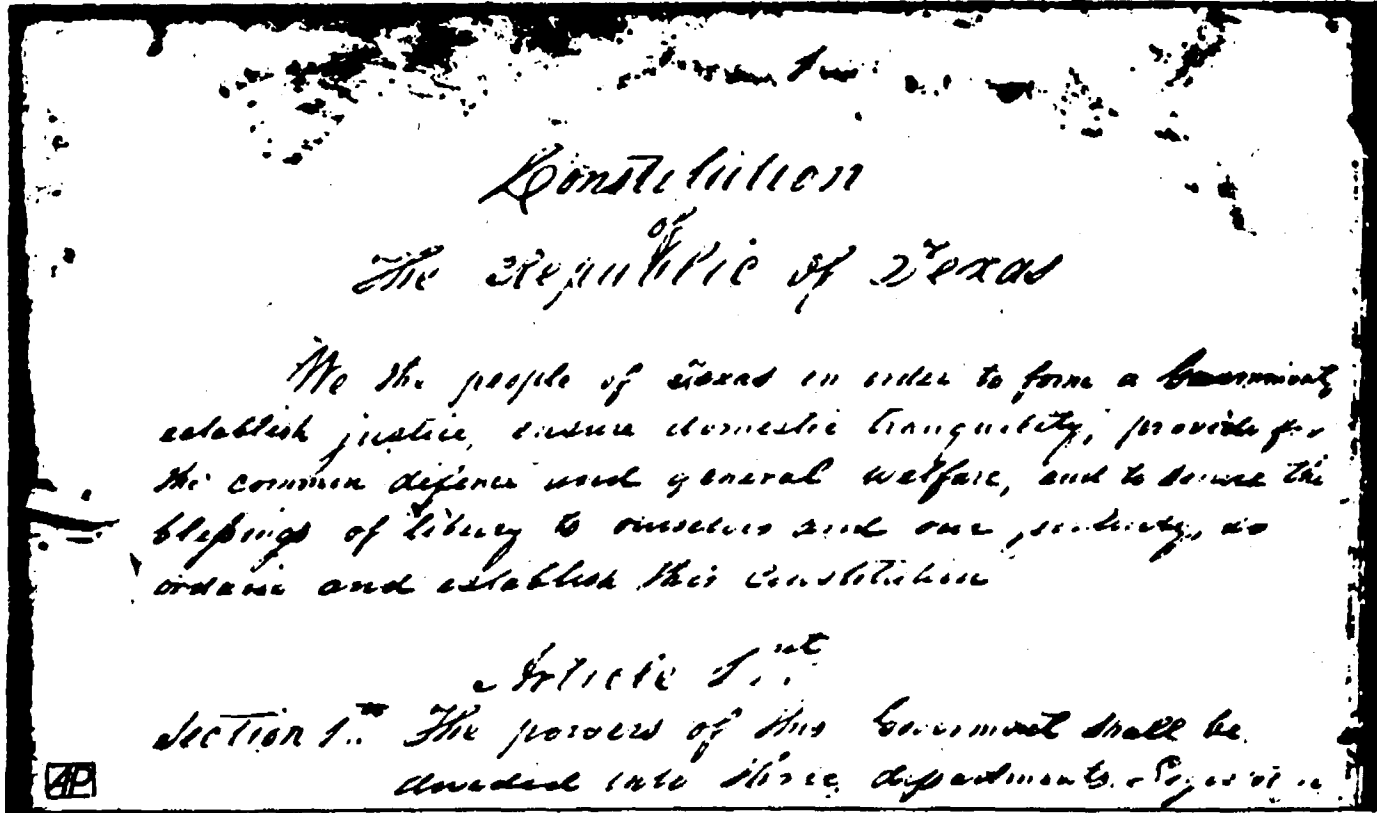 Constitution
of
The Republic of Texas
We the people of Texas in order to form a Government,
establish justice, ensure domestic tranquility; provide for
the common defence and general welfare, and to secure the
blessings of liberty to ourselves and our posterity, do
ordain and establish this Constitution
Article 1st
Section 1st The powers of this Government shall be
divided into three departments.
AP